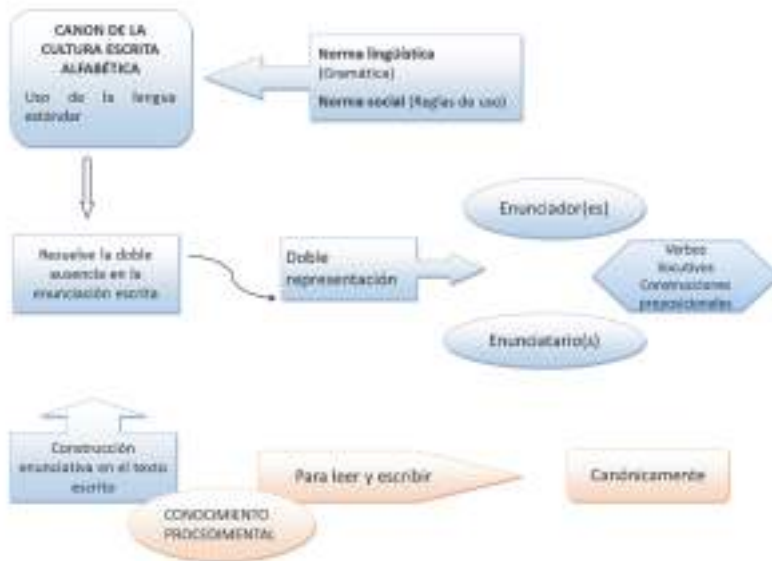 CANON DE LA
CULTURA ESCRITA
ALFABÉTICA
Uso de la lengua
estándar
Norma lingüística
(Gramática)
Norma social (Reglas de uso)
Enunciador(es)
Resuelve la doble
ausencia en la
enunciación escrita
Doble
representación
Verbos
Vocativos
Construcciones
preposicionales
Enunciatario(s)
Construcción
enunciativa en el texto
escrito
Para leer y escribir
Canónicamente
CONOCIMIENTO
PROCEDIMENTAL